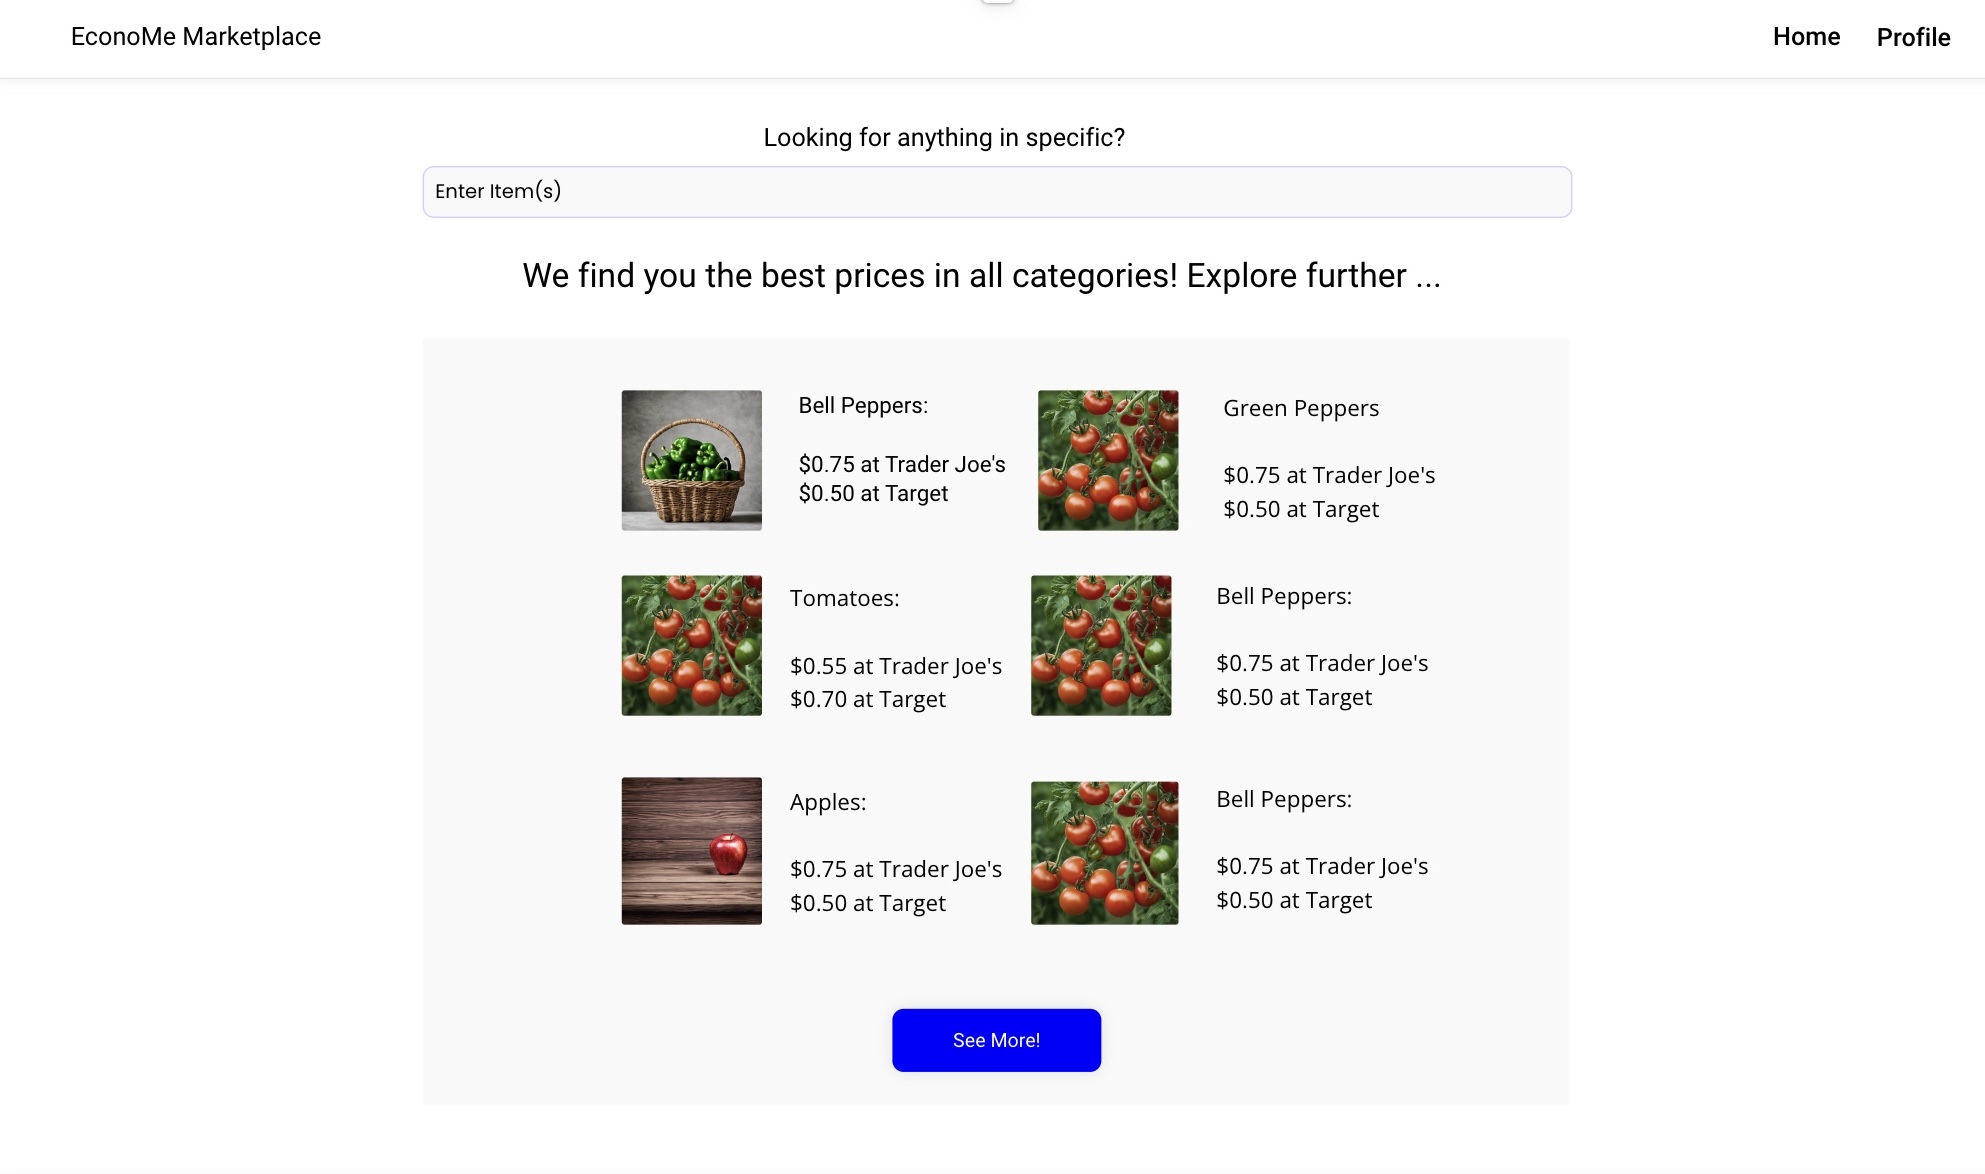 EconoMe Marketplace
Home
Profile
Looking for anything in specific?
Enter Item(s)
We find you the best prices in all categories! Explore further ...
Bell Peppers:
$0.75 at Trader Joe's
$0.50 at Target
Green Peppers
$0.75 at Trader Joe's
$0.50 at Target
Tomatoes:
$0.55 at Trader Joe's
$0.70 at Target
Bell Peppers:
$0.75 at Trader Joe's
$0.50 at Target
Apples:
$0.75 at Trader Joe's
$0.50 at Target
Bell Peppers:
$0.75 at Trader Joe's
$0.50 at Target
See More!